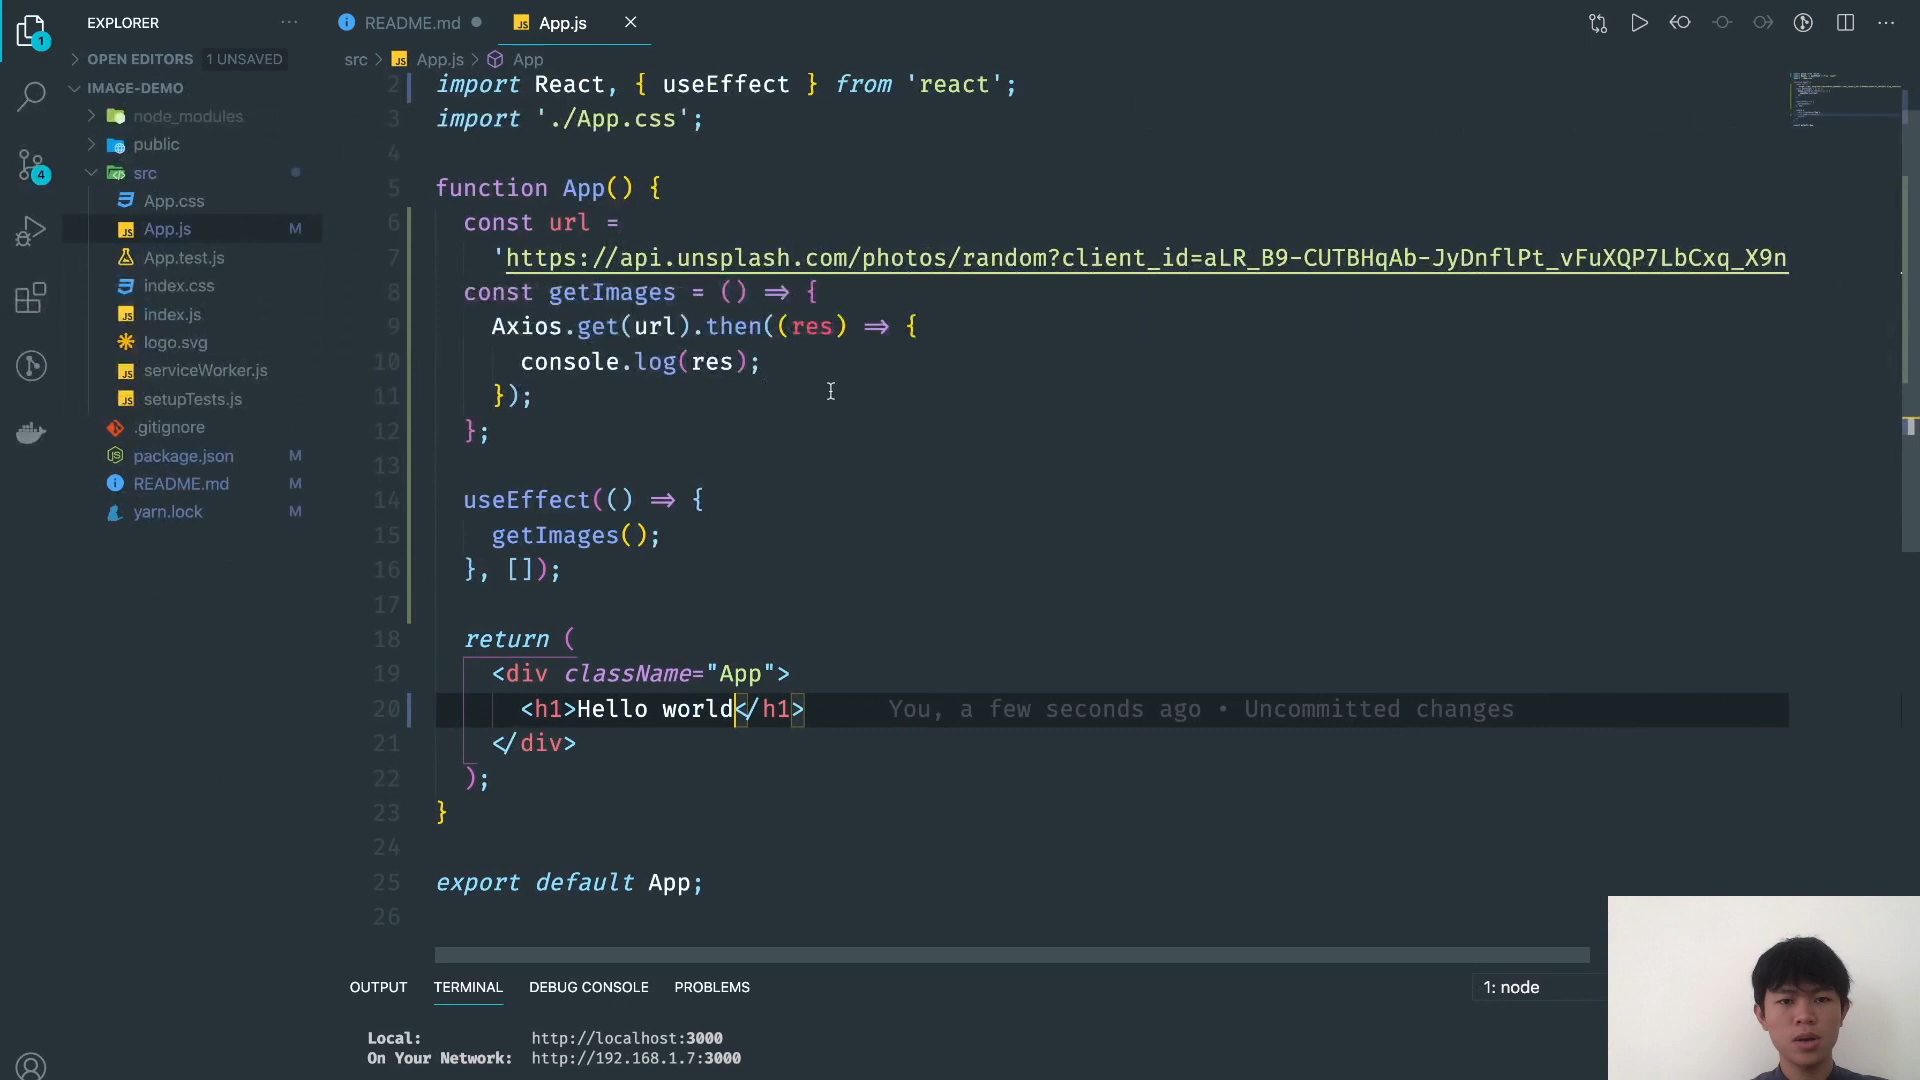 EXPLORER
README.md
App.js
OPEN EDITORS 1 UNSAVED
src > App.js > App
IMAGE-DEMO
node_modules
public
src
App.css
App.js M
App.test.js
index.css
index.js
logo.svg
serviceWorker.js
setupTests.js
.gitignore
package.json M
README.md M
yarn.lock M
1
4
2 import React, { useEffect } from 'react';
3 import './App.css';
4
5 function App() {
6 const url =
7 'https://api.unsplash.com/photos/random?client_id=aLR_B9-CUTBHqAb-JyDnflPt_vFuXQP7LbCxq_X9n
8 const getImages = () => {
9 Axios.get(url).then((res) => {
10 console.log(res);
11 });
12 };
13
14 useEffect(() => {
15 getImages();
16 }, []);
17
18 return (
19 <div className="App">
20 <h1>Hello world</h1> You, a few seconds ago • Uncommitted changes
21 </div>
22 );
23 }
24
25 export default App;
26
OUTPUT TERMINAL DEBUG CONSOLE PROBLEMS 1: node
Local: http://localhost:3000
On Your Network: http://192.168.1.7:3000